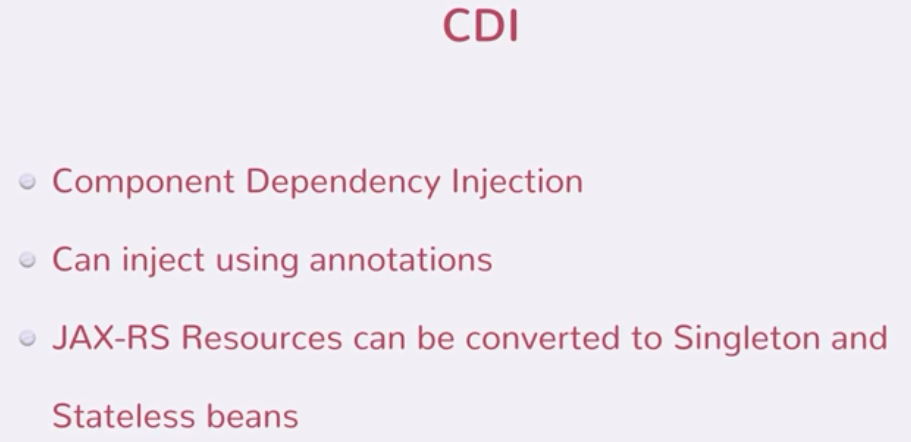 CDI
Component Dependency Injection
Can inject using annotations
JAX-RS Resources can be converted to Singleton and
Stateless beans